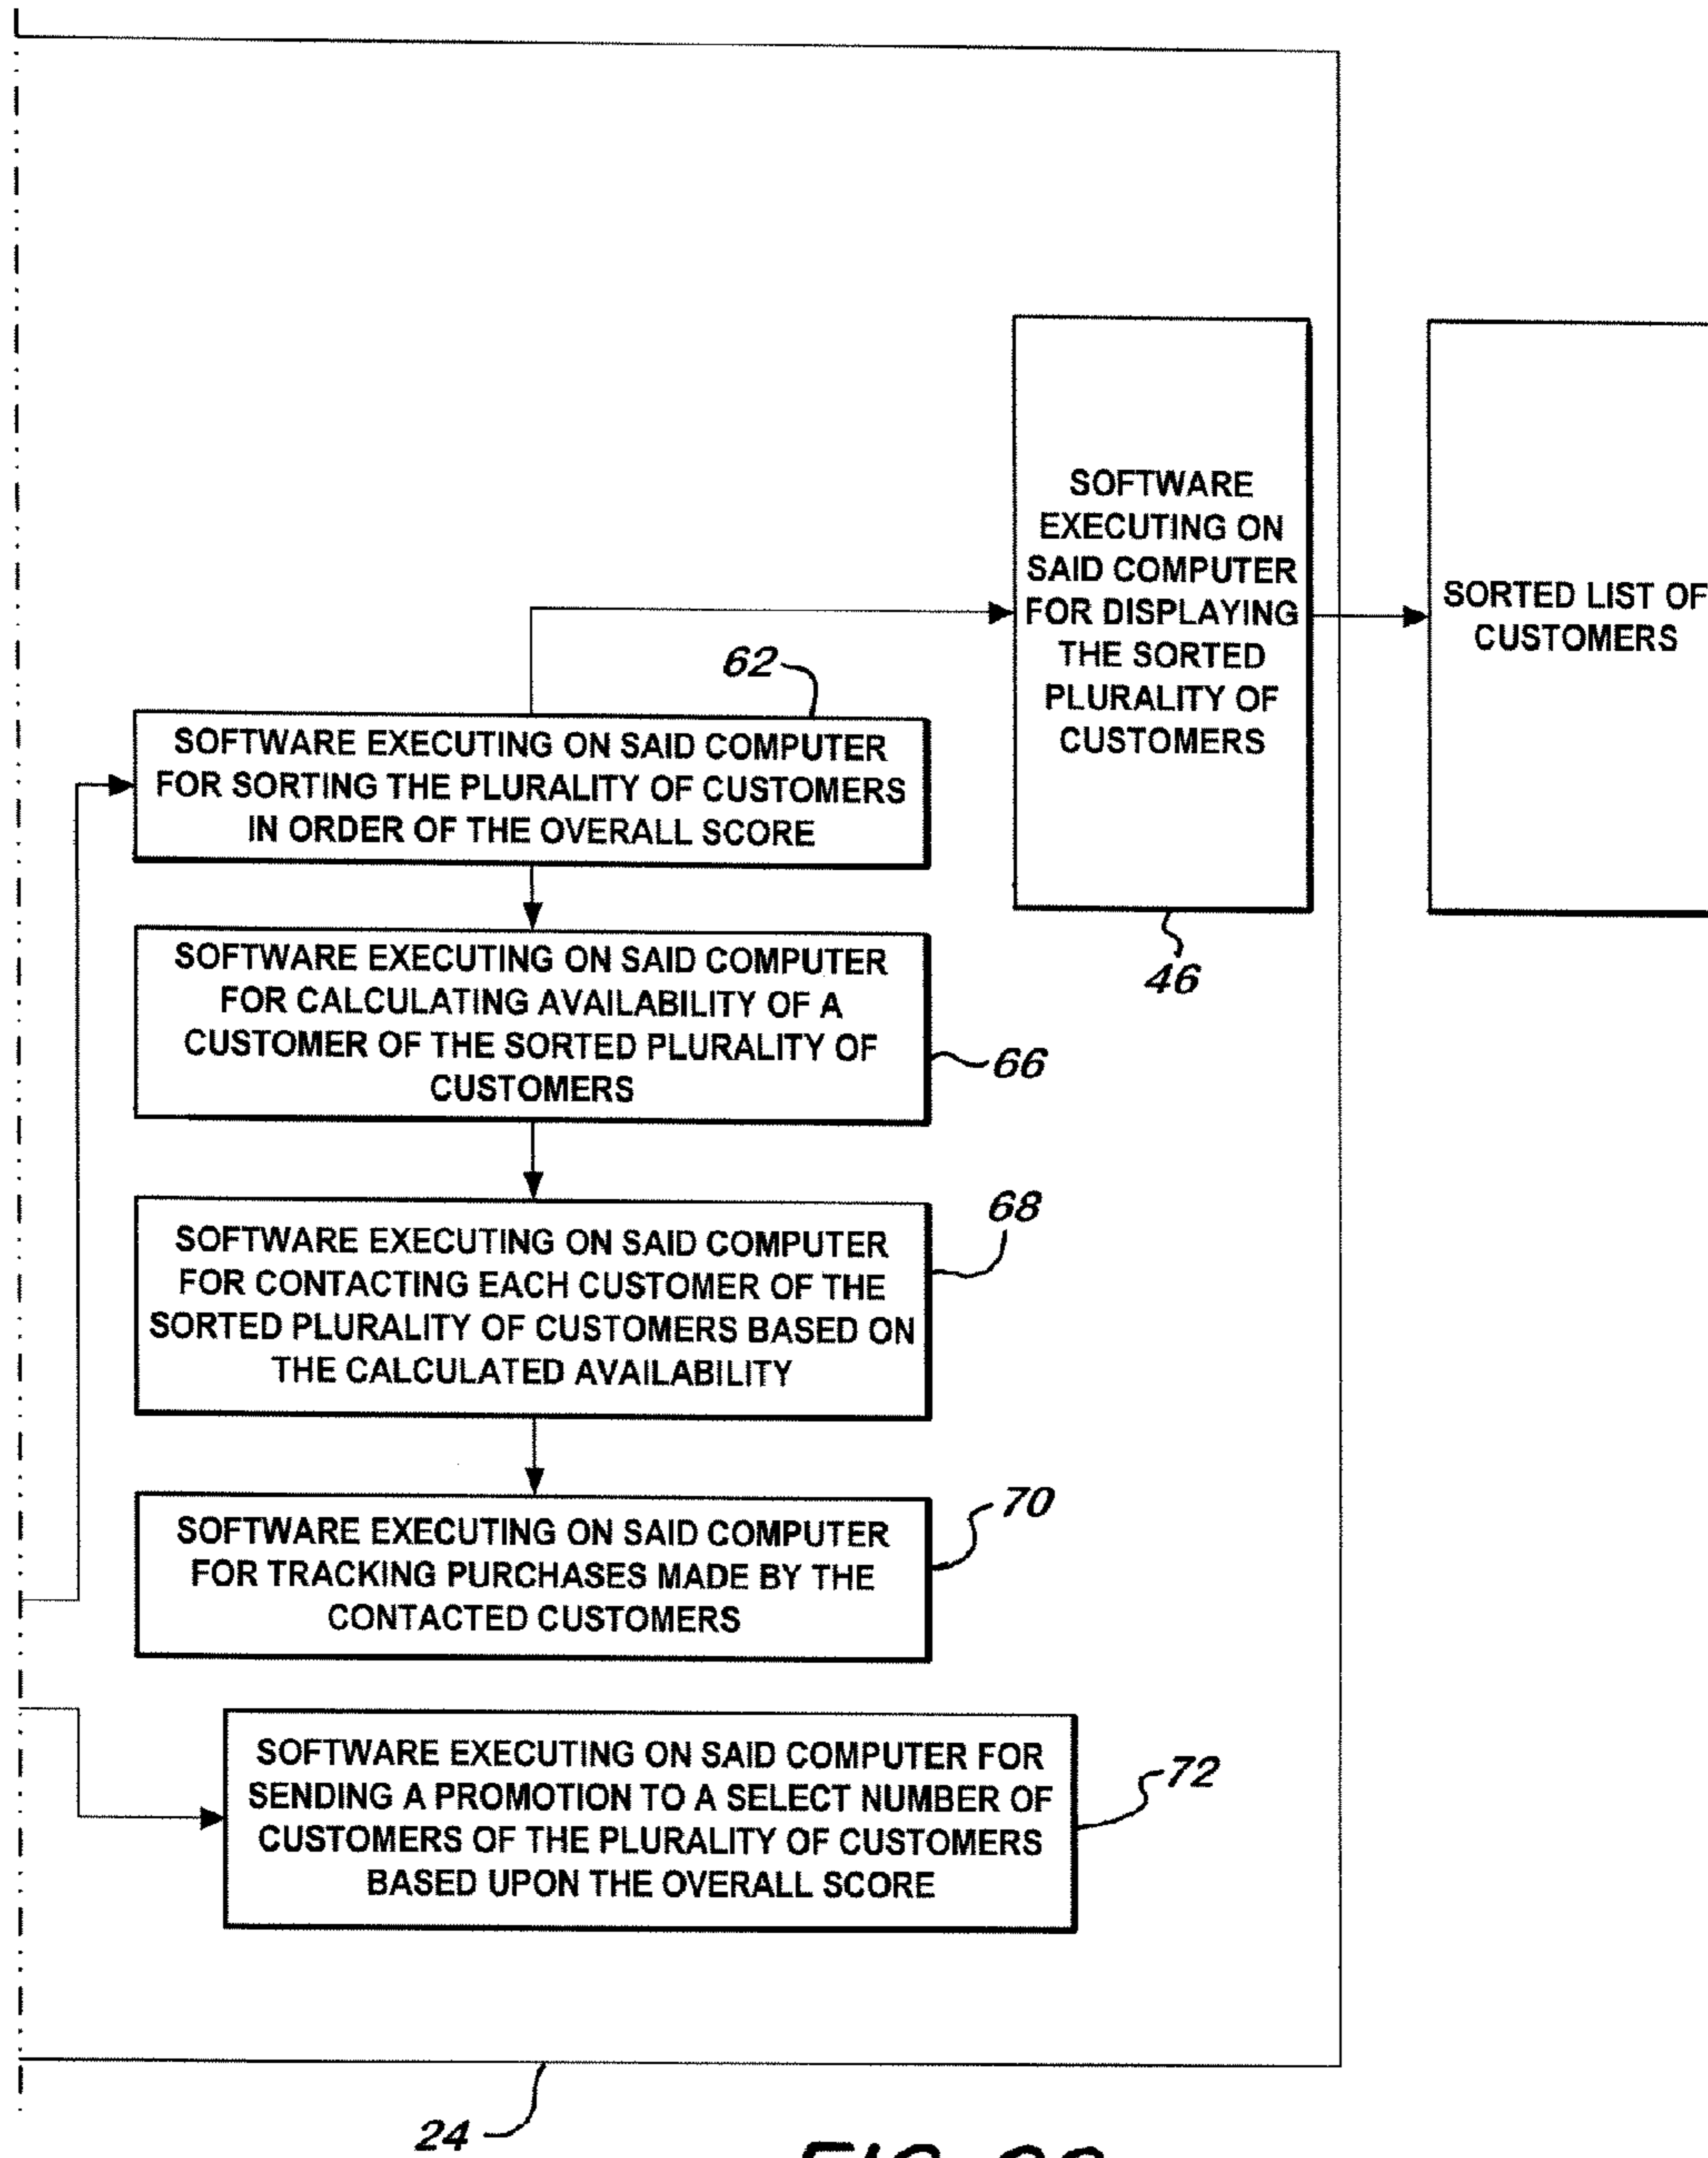 SOFTWARE
EXECUTING ON
SAID COMPUTER
FOR DISPLAYING
THE SORTED
PLURALITY OF
CUSTOMERS
46
SORTED LIST OF
CUSTOMERS
62
SOFTWARE EXECUTING ON SAID COMPUTER
FOR SORTING THE PLURALITY OF CUSTOMERS
IN ORDER OF THE OVERALL SCORE
SOFTWARE EXECUTING ON SAID COMPUTER
FOR CALCULATING AVAILABILITY OF A
CUSTOMER OF THE SORTED PLURALITY OF
CUSTOMERS
66
SOFTWARE EXECUTING ON SAID COMPUTER
FOR CONTACTING EACH CUSTOMER OF THE
SORTED PLURALITY OF CUSTOMERS BASED ON
THE CALCULATED AVAILABILITY
68
SOFTWARE EXECUTING ON SAID COMPUTER
FOR TRACKING PURCHASES MADE BY THE
CONTACTED CUSTOMERS
70
SOFTWARE EXECUTING ON SAID COMPUTER FOR
SENDING A PROMOTION TO A SELECT NUMBER OF
CUSTOMERS OF THE PLURALITY OF CUSTOMERS
BASED UPON THE OVERALL SCORE
72
24